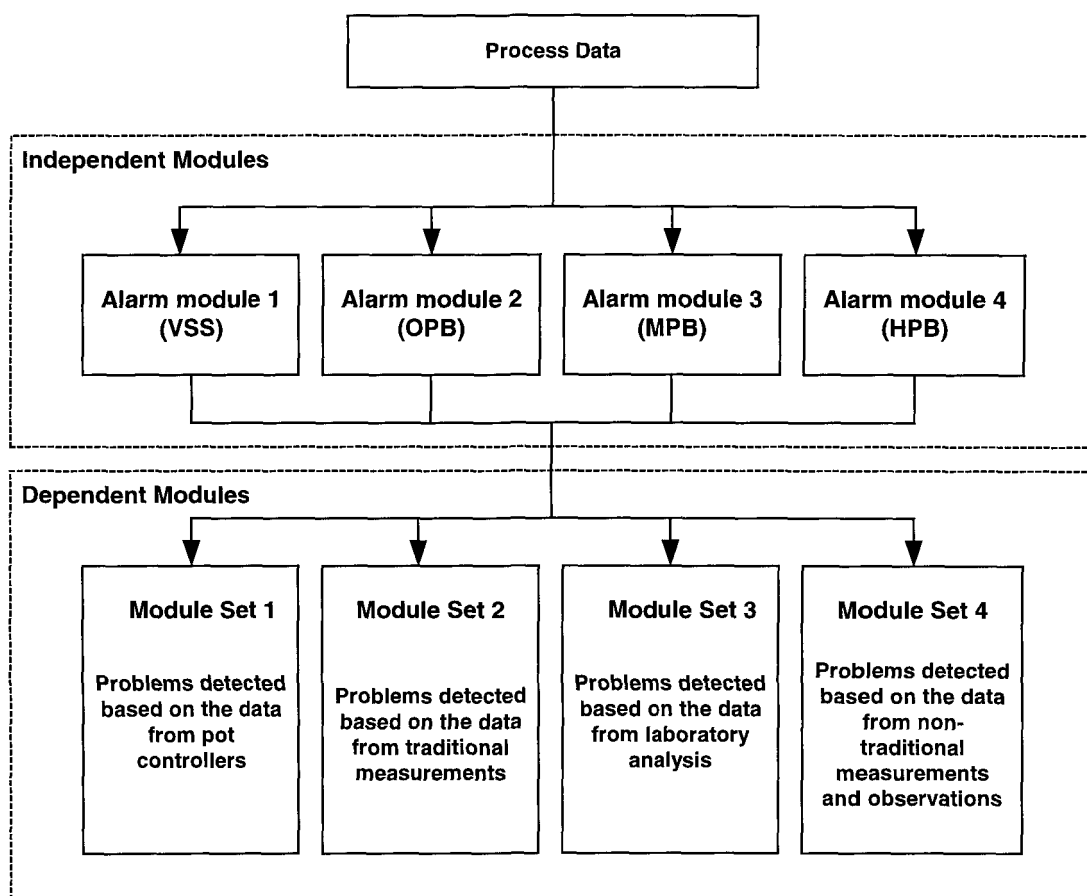 Process Data
Independent Modules
Alarm module 1
(VSS)
Alarm module 2
(OPB)
Alarm module 3
(MPB)
Alarm module 4
(HPB)
Dependent Modules
Module Set 1
Problems detected
based on the data
from pot
controllers
Module Set 2
Problems detected
based on the data
from traditional
measurements
Module Set 3
Problems detected
based on the data
from laboratory
analysis
Module Set 4
Problems detected
based on the data
from non-
traditional
measurements
and observations